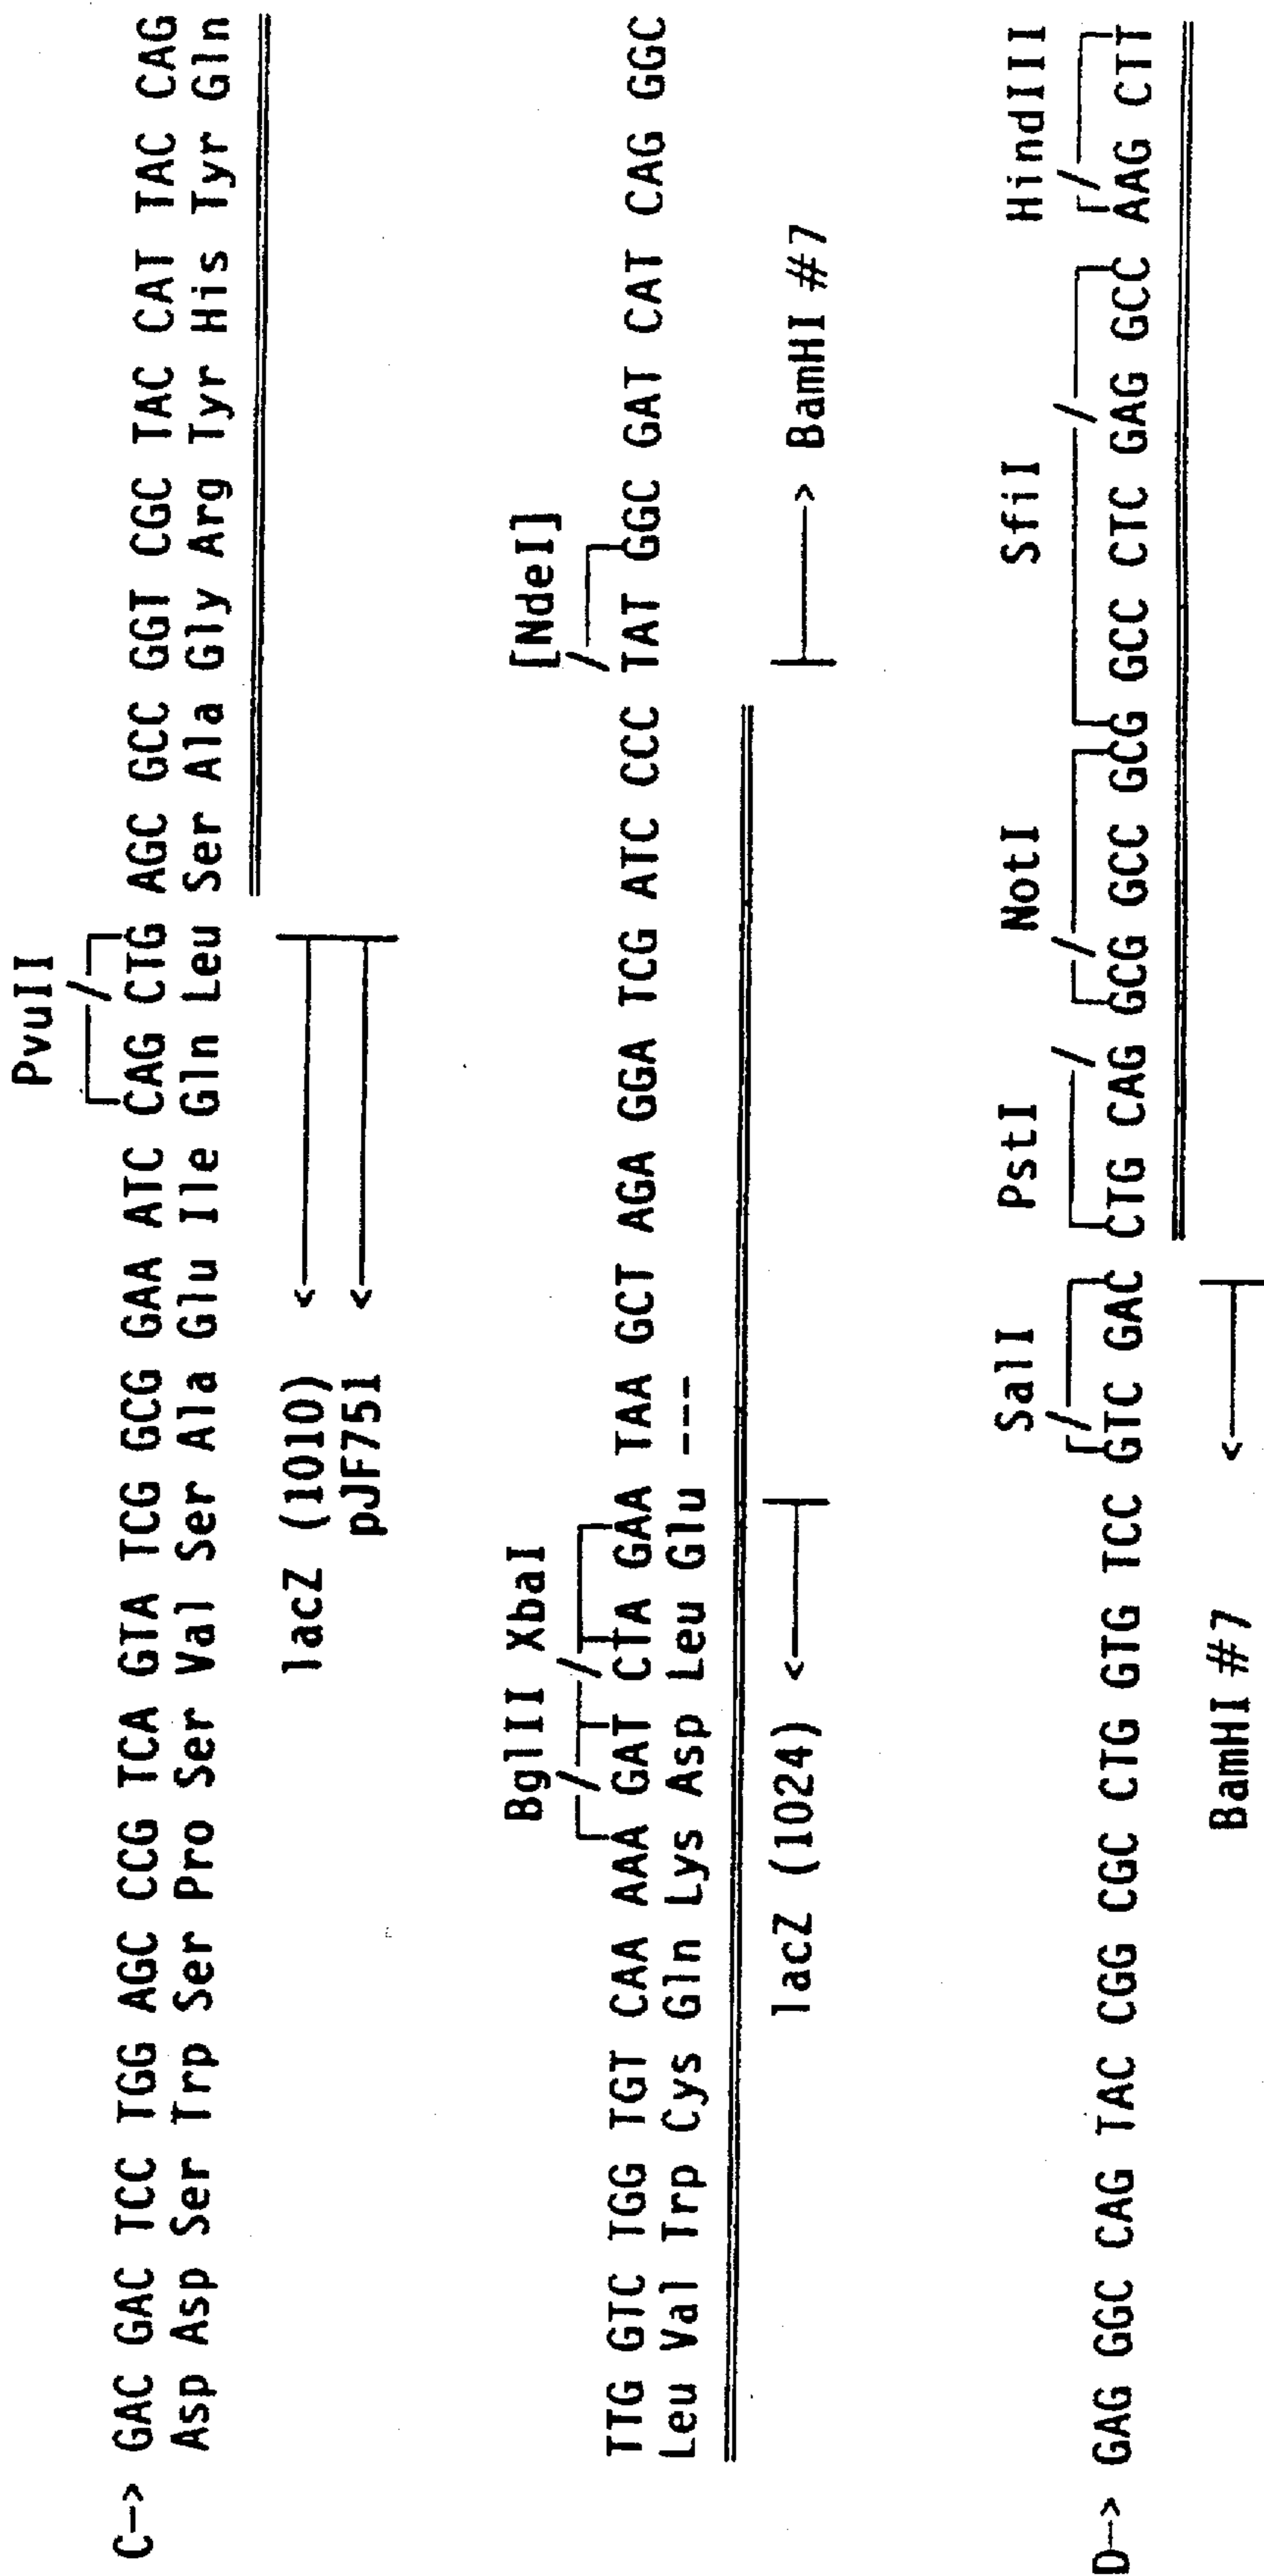 PvuII
C—> GAC GAC TCC TGG AGC CCG TCA GTA TCG GCG GAA ATC CAG CTG AGC GCC GGT CGC TAC CAT TAC CAG
Asp Asp Ser Trp Ser Pro Ser Val Ser Ala Glu Ile Gln Leu Ser Ala Gly Arg Tyr His Tyr Gln
lacZ (1010) <
pJF751 <
BglII XbaI [NdeI]
TTG GTC TGG TGT CAA AAA GAT CTA GAA TAA GCT AGA GGA TCG ATC CCC TAT GGC GAT CAT CAG GGC
Leu Val Trp Cys Gln Lys Asp Leu Glu ---
lacZ (1024) < > BamHI #7
SalI PstI NotI SfiI HindIII
D—> GAG GGC CAG TAC CGG CGC CTG GTG TCC GTC GAC CTG CAG GCG GCC GCG GCC CTC GAG GCC AAG CTT
BamHI #7 <